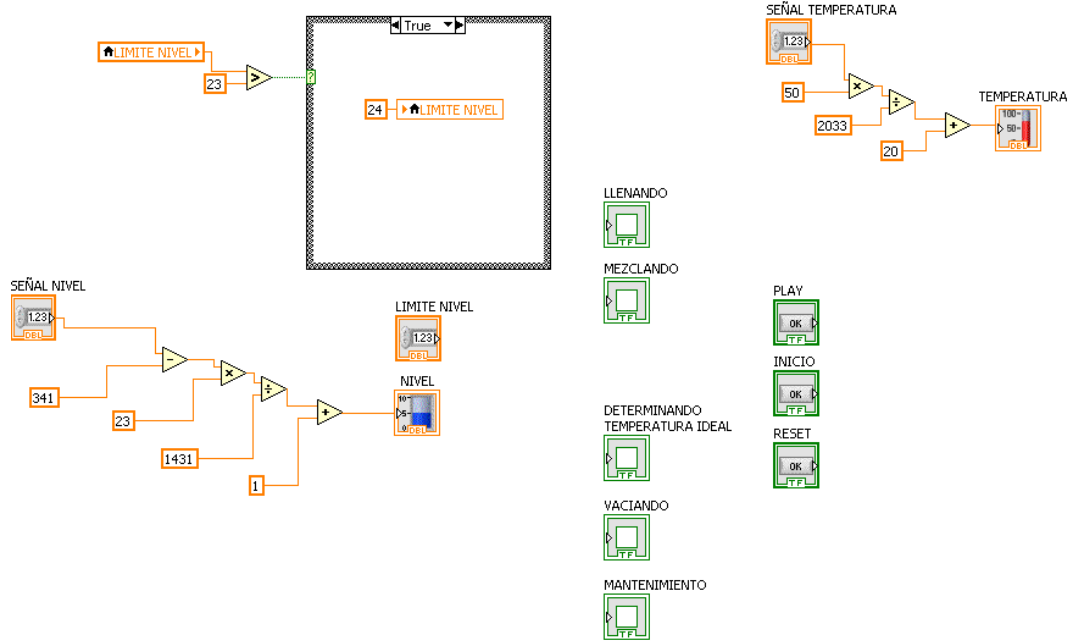 True
LIMITE NIVEL
23
>
?
24
LIMITE NIVEL
SEÑAL TEMPERATURA
1.23
DBL
50
×
÷
2033
+
20
TEMPERATURA
100-
50-
DBL
LLENANDO
TF
MEZCLANDO
TF
SEÑAL NIVEL
1.23
DBL
341
-
23
×
1431
÷
1
+
LIMITE NIVEL
1.23
DBL
NIVEL
10-
5-
0
DBL
DETERMINANDO
TEMPERATURA IDEAL
TF
VACIANDO
TF
MANTENIMIENTO
TF
PLAY
OK
TF
INICIO
OK
TF
RESET
OK
TF